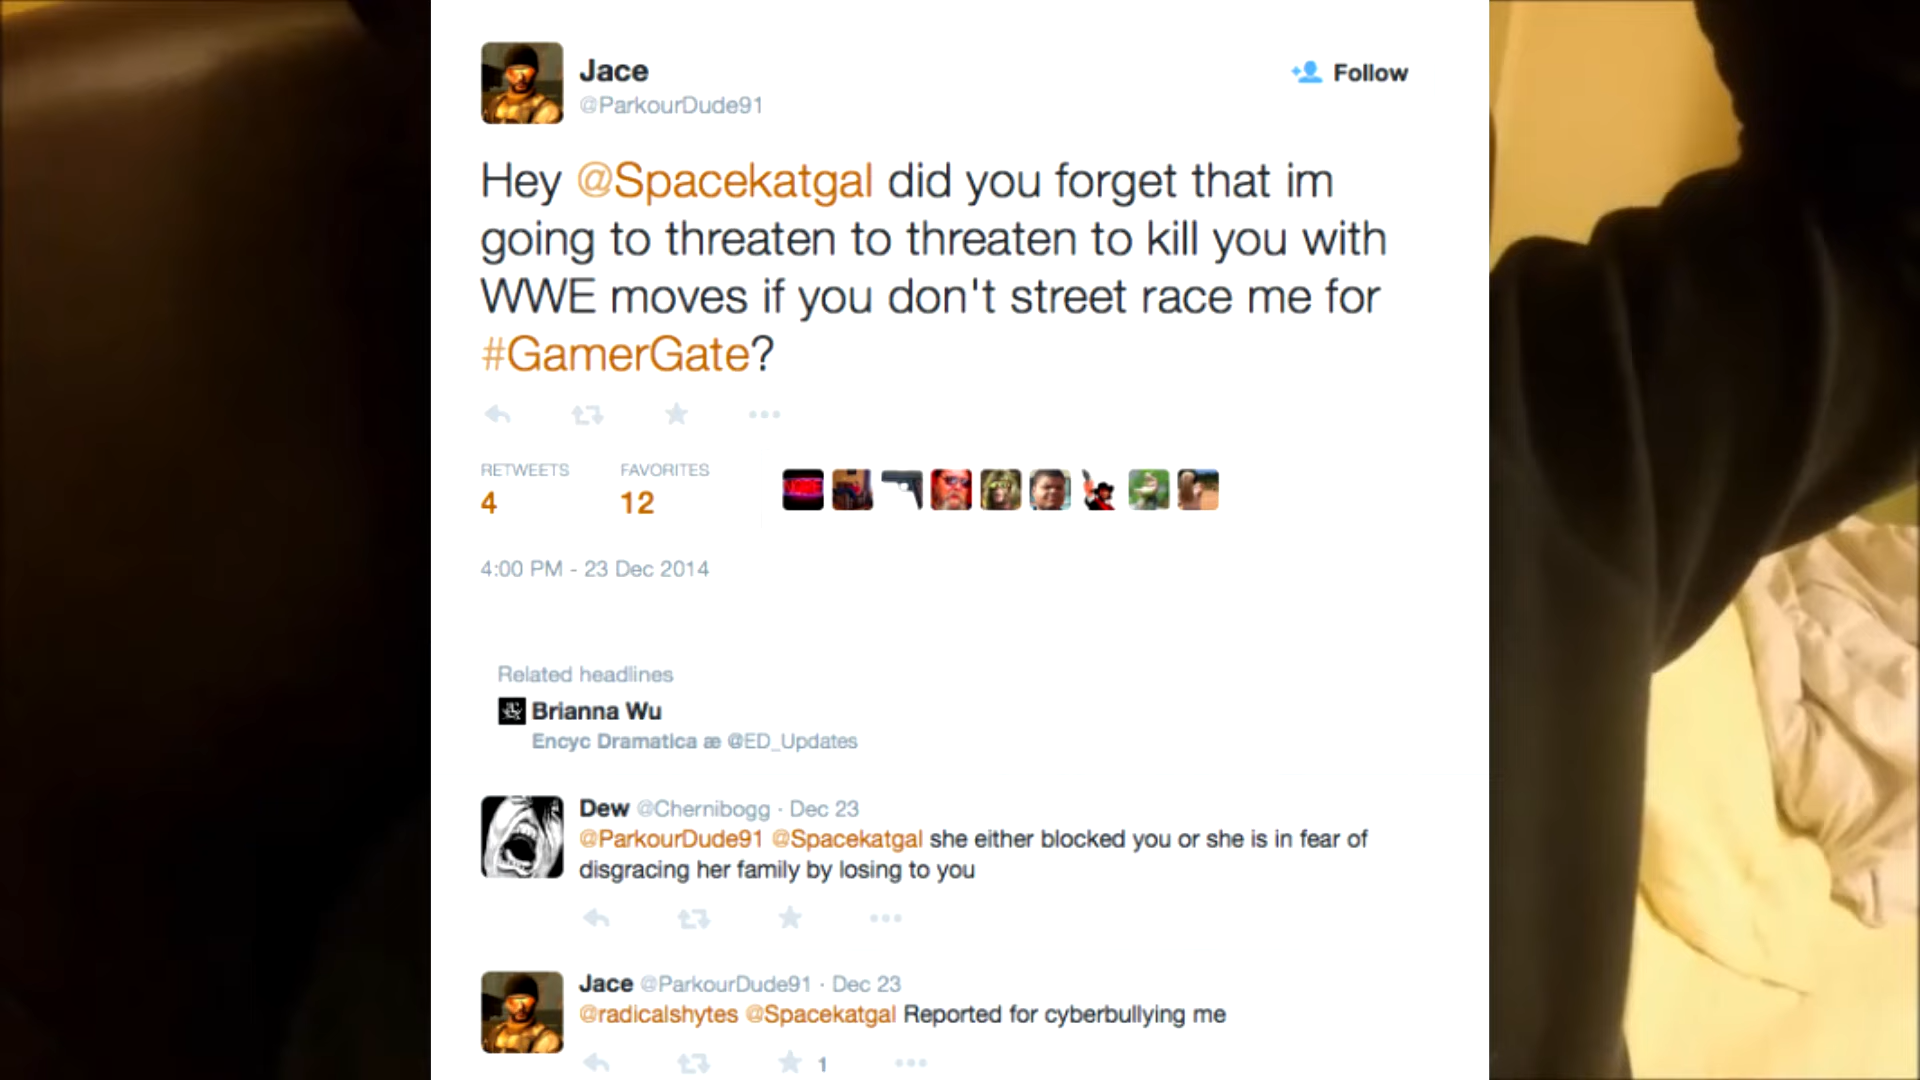 Jace
@ParkourDude91
Follow
Hey @Spacekatgal did you forget that im
going to threaten to threaten to kill you with
WWE moves if you don't street race me for
#GamerGate?
RETWEETS
FAVORITES
4
12
4:00 PM - 23 Dec 2014
Related headlines
Brianna Wu
Encyc Dramatica æ @ED_Updates
Dew @Chernibogg · Dec 23
@ParkourDude91 @Spacekatgal she either blocked you or she is in fear of
disgracing her family by losing to you
Jace @ParkourDude91 · Dec 23
@radicalshytes @Spacekatgal Reported for cyberbullying me
1